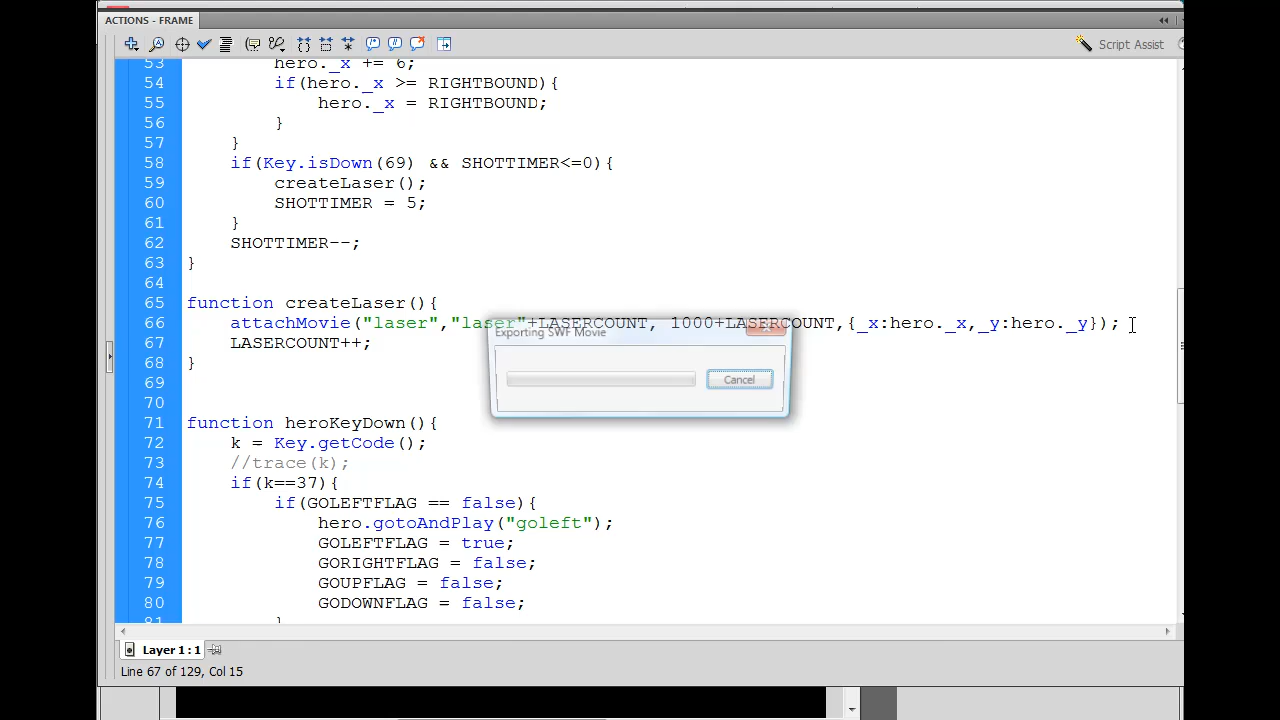 ACTIONS - FRAME
Script Assist
53 hero._x += 6;
54 if(hero._x >= RIGHTBOUND){
55 hero._x = RIGHTBOUND;
56 }
57 }
58 if(Key.isDown(69) && SHOTTIMER<=0){
59 createLaser();
60 SHOTTIMER = 5;
61 }
62 SHOTTIMER--;
63 }
64
65 function createLaser(){
66 attachMovie("laser","laser"+LASERCOUNT, 1000+LASERCOUNT,{_x:hero._x,_y:hero._y});
Exporting SWF Movie
67 LASERCOUNT++;
68 }
Cancel
69
70
71 function heroKeyDown(){
72 k = Key.getCode();
73 //trace(k);
74 if(k==37){
75 if(GOLEFTFLAG == false){
76 hero.gotoAndPlay("goleft");
77 GOLEFTFLAG = true;
78 GORIGHTFLAG = false;
79 GOUPFLAG = false;
80 GODOWNFLAG = false;
81 }
Layer 1 : 1
Line 67 of 129, Col 15